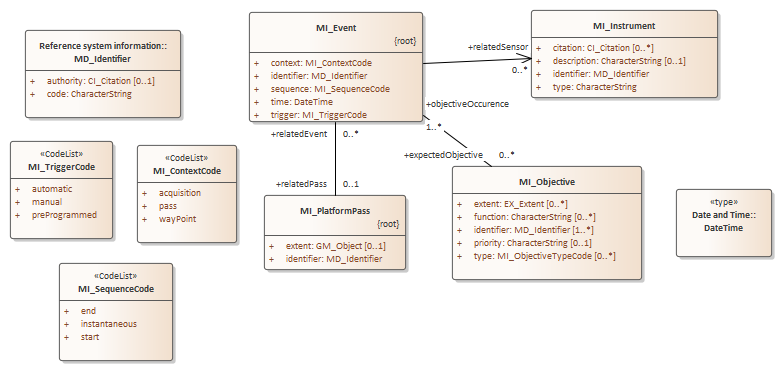 Reference system information::
MD_Identifier
+ authority: CI_Citation [0..1]
+ code: CharacterString
MI_Event
{root}
+ context: MI_ContextCode
+ identifier: MD_Identifier
+ sequence: MI_SequenceCode
+ time: DateTime
+ trigger: MI_TriggerCode
MI_Instrument
+ citation: CI_Citation [0..*]
+ description: CharacterString [0..1]
+ identifier: MD_Identifier
+ type: CharacterString
+relatedSensor
0..*
+objectiveOccurence
1..*
+expectedObjective
0..*
+relatedEvent
0..*
+relatedPass
0..1
«CodeList»
MI_TriggerCode
+ automatic
+ manual
+ preProgrammed
«CodeList»
MI_ContextCode
+ acquisition
+ pass
+ wayPoint
MI_PlatformPass
{root}
+ extent: GM_Object [0..1]
+ identifier: MD_Identifier
MI_Objective
+ extent: EX_Extent [0..*]
+ function: CharacterString [0..*]
+ identifier: MD_Identifier [1..*]
+ priority: CharacterString [0..1]
+ type: MI_ObjectiveTypeCode [0..*]
«type»
Date and Time::
DateTime
«CodeList»
MI_SequenceCode
+ end
+ instantaneous
+ start